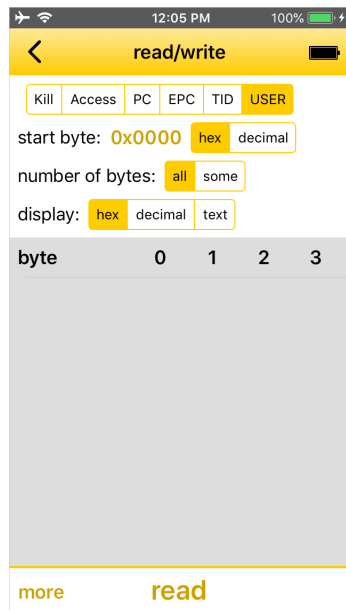 12:05 PM 100%
read/write
Kill Access PC EPC TID USER
start byte: 0x0000 hex decimal
number of bytes: all some
display: hex decimal text
byte 0 1 2 3
more read